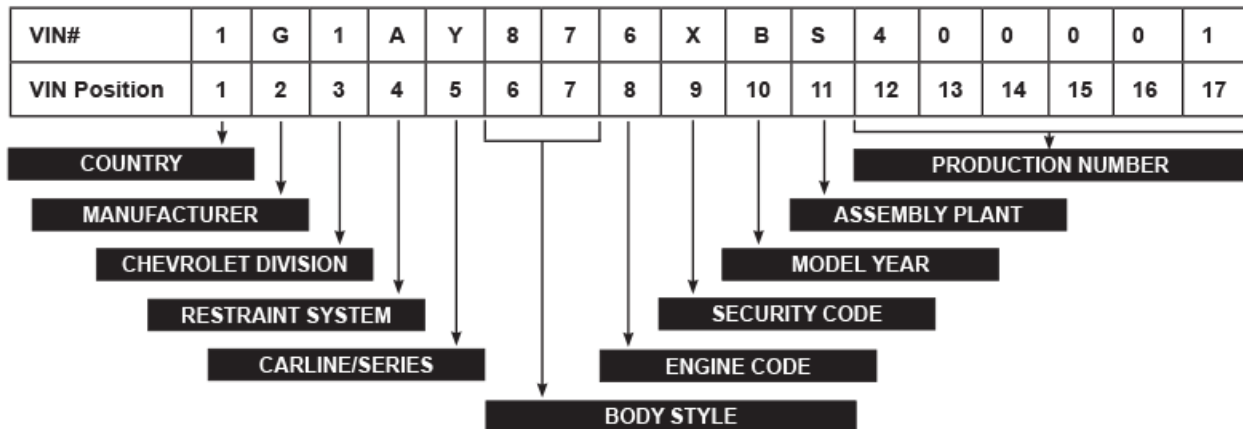 VIN# 1 G 1 A Y 8 7 6 X B S 4 0 0 0 0 1
VIN Position 1 2 3 4 5 6 7 8 9 10 11 12 13 14 15 16 17
COUNTRY PRODUCTION NUMBER
MANUFACTURER ASSEMBLY PLANT
CHEVROLET DIVISION MODEL YEAR
RESTRAINT SYSTEM SECURITY CODE
CARLINE/SERIES ENGINE CODE
BODY STYLE